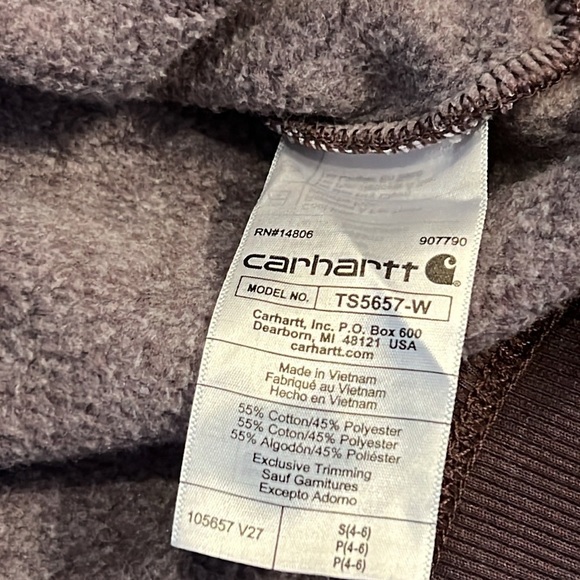 RN#14806 907790
carhartt
MODEL NO. TS5657-W
Carhartt, Inc. P.O. Box 600
Dearborn, MI 48121 USA
carhartt.com
Made in Vietnam
Fabriqué au Vietnam
Hecho en Vietnam
55% Cotton/45% Polyester
55% Coton/45% Polyester
55% Algodón/45% Poliéster
Exclusive Trimming
Sauf Garnitures
Excepto Adorno
105657 V27
S(4-6)
P(4-6)
P(4-6)